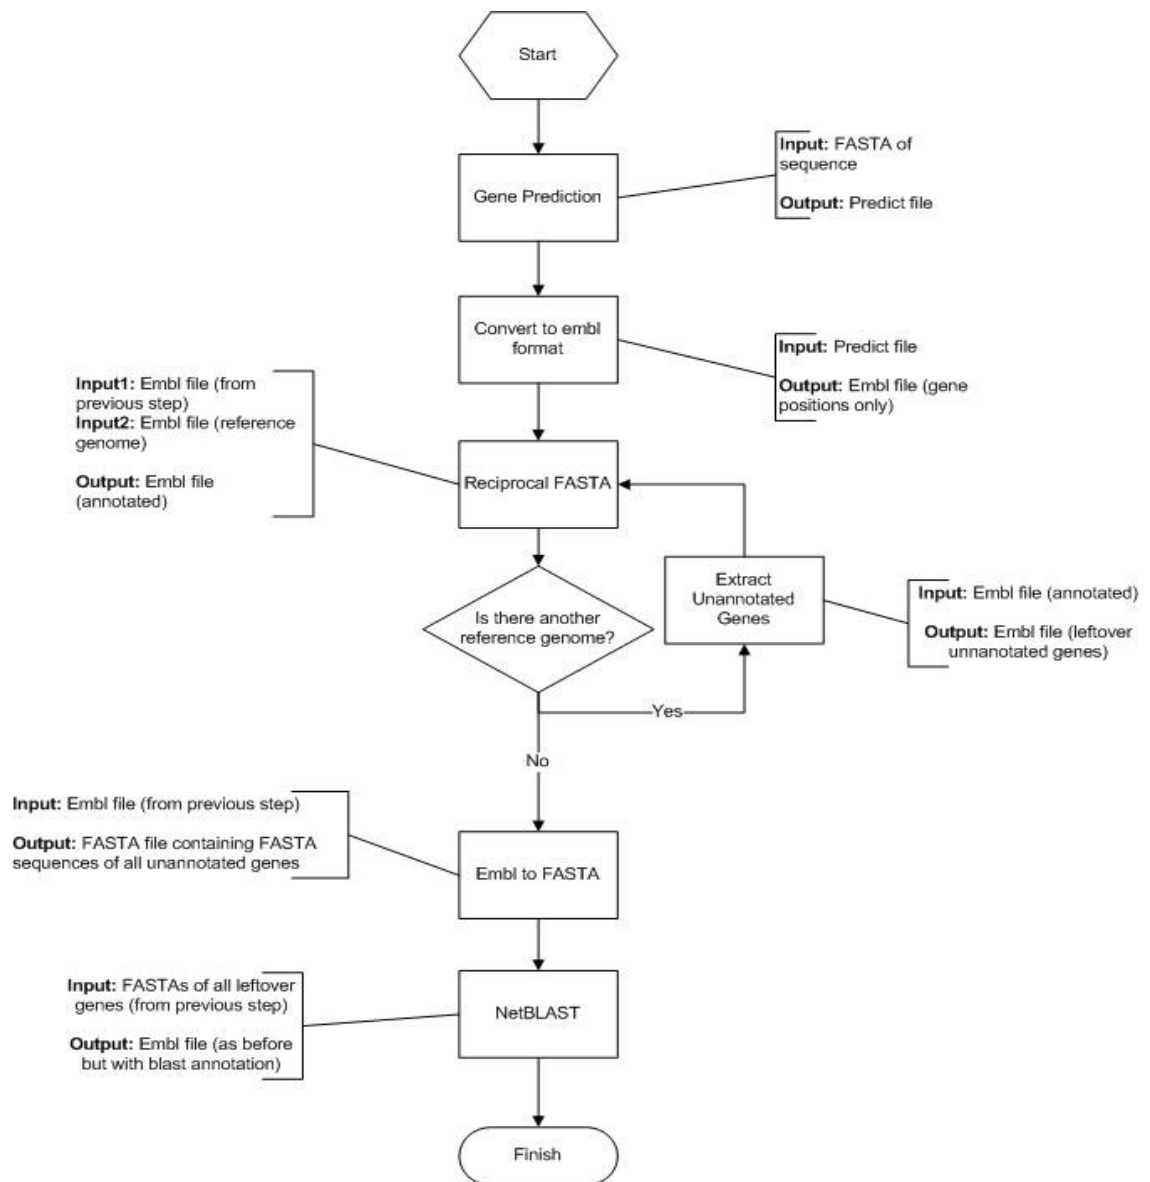 Start
Gene Prediction
Input: FASTA of
sequence
Output: Predict file
Convert to embl
format
Input: Predict file
Output: Embl file (gene
positions only)
Input1: Embl file (from
previous step)
Input2: Embl file (reference
genome)
Output: Embl file
(annotated)
Reciprocal FASTA
Is there another
reference genome?
Extract
Unannotated
Genes
Input: Embl file (annotated)
Output: Embl file (leftover
unnanotated genes)
Yes
No
Input: Embl file (from previous step)
Output: FASTA file containing FASTA
sequences of all unannotated genes
Embl to FASTA
Input: FASTAs of all leftover
genes (from previous step)
Output: Embl file (as before
but with blast annotation)
NetBLAST
Finish